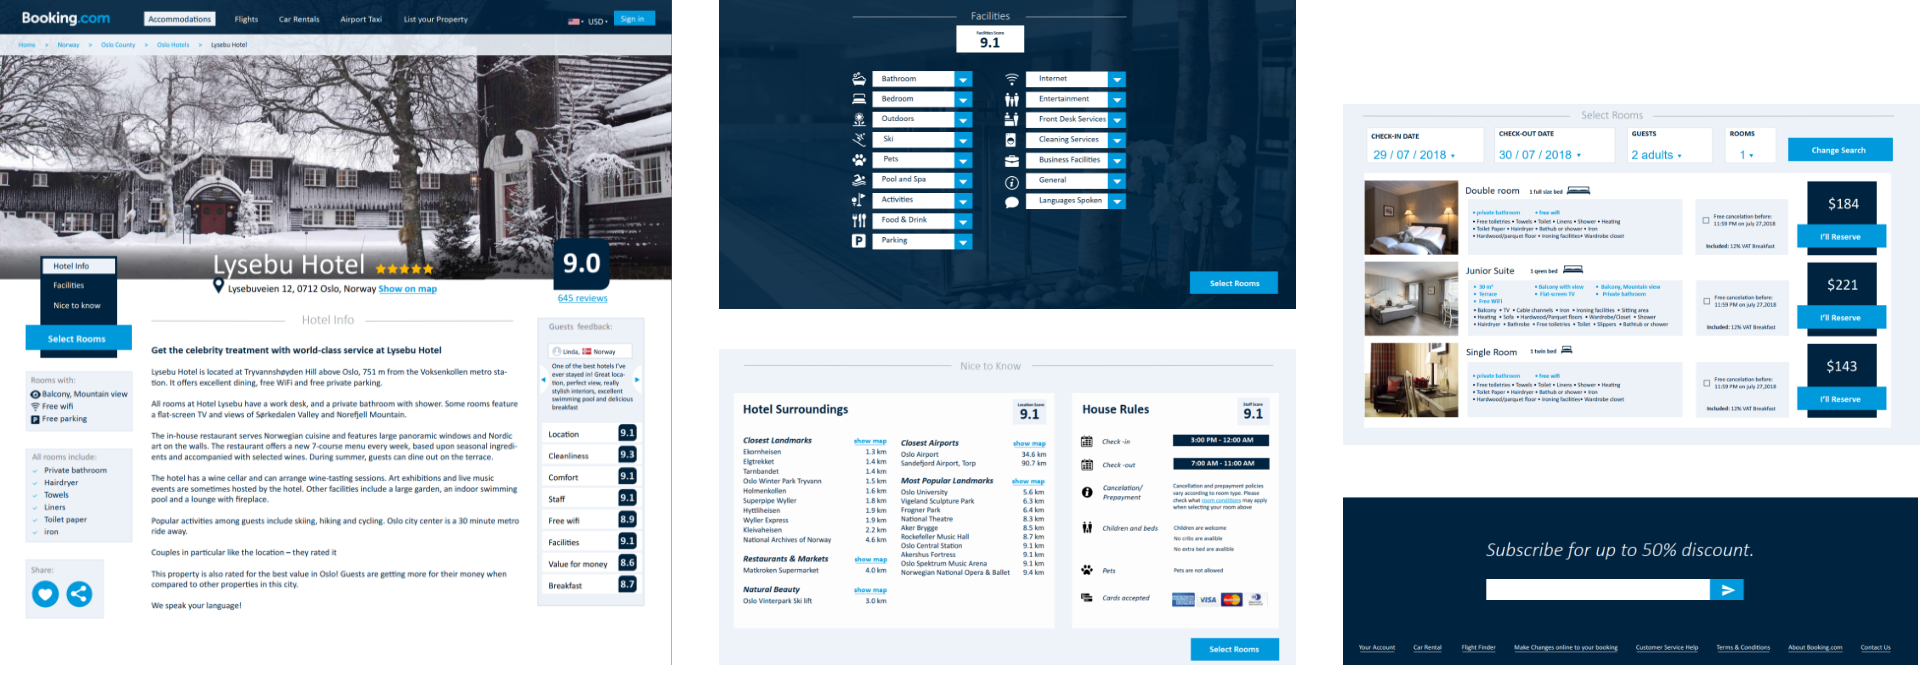 Booking.com
Accommodations
Flights
Car Rentals
Airport Taxi
List your Property
USD
Sign in
Home > Norway > Oslo County > Oslo Hotels > Lysebu Hotel
Lysebu Hotel
Lysebuveien 12, 0712 Oslo, Norway Show on map
9.0
645 reviews
Hotel Info
Facilities
Nice to know
Select Rooms
Rooms with:
Balcony, Mountain view
Free wifi
Free parking
All rooms include:
Private bathroom
Hairdryer
Towels
Liners
Toilet paper
iron
Share:
Hotel Info
Get the celebrity treatment with world-class service at Lysebu Hotel
Lysebu Hotel is located at Tryvannshøyden Hill above Oslo, 751 m from the Voksenkollen metro sta-
tion. It offers excellent dining, free WiFi and free private parking.
All rooms at Hotel Lysebu have a work desk, and a private bathroom with shower. Some rooms feature
a flat-screen TV and views of Sørkedalen Valley and Norefjell Mountain.
The in-house restaurant serves Norwegian cuisine and features large panoramic windows and Nordic
art on the walls. The restaurant offers a new 7-course menu every week, based upon seasonal ingredi-
ents and accompanied with selected wines. During summer, guests can dine out on the terrace.
The hotel has a wine cellar and can arrange wine-tasting sessions. Art exhibitions and live music
events are sometimes hosted by the hotel. Other facilities include a large garden, an indoor swimming
pool and a lounge with fireplace.
Popular activities among guests include skiing, hiking and cycling. Oslo city center is a 30 minute metro
ride away.
Couples in particular like the location – they rated it
This property is also rated for the best value in Oslo! Guests are getting more for their money when
compared to other properties in this city.
We speak your language!
Guests feedback:
Linda, Norway
One of the best hotels I've
ever stayed in! Great loca-
tion, perfect view, really
stylish interiors, excellent
swimming pool and delicious
breakfast
Location 9.1
Cleanliness 9.3
Comfort 9.1
Staff 9.1
Free wifi 8.9
Facilities 9.1
Value for money 8.6
Breakfast 8.7
Facilities
Facilities Score
9.1
Bathroom
Bedroom
Outdoors
Ski
Pets
Pool and Spa
Activities
Food & Drink
Parking
Internet
Entertainment
Front Desk Services
Cleaning Services
Business Facilities
General
Languages Spoken
Select Rooms
Nice to Know
Hotel Surroundings
Location Score
9.1
Closest Landmarks show map
Ekornheisen 1.3 km
Elgtrekket 1.4 km
Tarnbandet 1.4 km
Oslo Winter Park Tryvann 1.5 km
Holmenkollen 1.6 km
Superpipe Wyller 1.8 km
Hyttliheisen 1.9 km
Wyller Express 1.9 km
Kleivaheisen 2.2 km
National Archives of Norway 4.6 km
Restaurants & Markets show map
Matkroken Supermarket 4.0 km
Natural Beauty show map
Oslo Vinterpark Ski lift 3.0 km
Closest Airports show map
Oslo Airport 34.6 km
Sandefjord Airport, Torp 90.7 km
Most Popular Landmarks show map
Oslo University 5.6 km
Vigeland Sculpture Park 6.3 km
Frogner Park 6.4 km
National Theatre 8.3 km
Aker Brygge 8.5 km
Rockefeller Music Hall 8.7 km
Oslo Central Station 9.1 km
Akershus Fortress 9.1 km
Oslo Spektrum Music Arena 9.1 km
Norwegian National Opera & Ballet 9.4 km
House Rules
Staff Score
9.1
Check -in 3:00 PM - 12:00 AM
Check -out 7:00 AM - 11:00 AM
Cancelation/
Prepayment
Cancellation and prepayment policies
vary according to room type. Please
check what room conditions may apply
when selecting your room above
Children and beds
Children are welcome
No cribs are avalible
No extra bed are avalible
Pets
Pets are not allowed
Cards accepted
VISA
Select Rooms
Select Rooms
CHECK-IN DATE
29 / 07 / 2018
CHECK-OUT DATE
30 / 07 / 2018
GUESTS
2 adults
ROOMS
1
Change Search
Double room 1 full size bed
• private bathroom • free wifi
• Free toiletries • Towels • Toilet • Linens • Shower • Heating
• Toilet Paper • Hairdryer • Bathub or shower • Iron
• Hardwood/parquet floor • Ironing facilities• Wardrobe closet
Free cancelation before:
11:59 PM on july 27,2018
Included: 12% VAT Breakfast
$184
I'll Reserve
Junior Suite 1 qeen bed
• 30 m² • Balcony with view • Balcony, Mountain view
• Terrace • Flat-screen TV • Private bathroom
• Free WIFI
• Balcony • TV • Cable channels • Iron • Ironing facilities • Sitting area
• Heating • Sofa • Hardwood/Parquet floors • Wardrobe/Closet • Shower
• Hairdryer • Bathrobe • Free toiletries • Toilet • Slippers • Bathtub or shower
Free cancelation before:
11:59 PM on july 27,2018
Included: 12% VAT Breakfast
$221
I'll Reserve
Single Room 1 twin bed
• private bathroom • free wifi
• Free toiletries • Towels • Toilet • Linens • Shower • Heating
• Toilet Paper • Hairdryer • Bathub or shower • Iron
• Hardwood/parquet floor • Ironing facilities• Wardrobe closet
Free cancelation before:
11:59 PM on july 27,2018
Included: 12% VAT Breakfast
$143
I'll Reserve
Subscribe for up to 50% discount.
Your Account
Car Rental
Flight Finder
Make Changes online to your booking
Customer Service Help
Terms & Conditions
About Booking.com
Contact Us